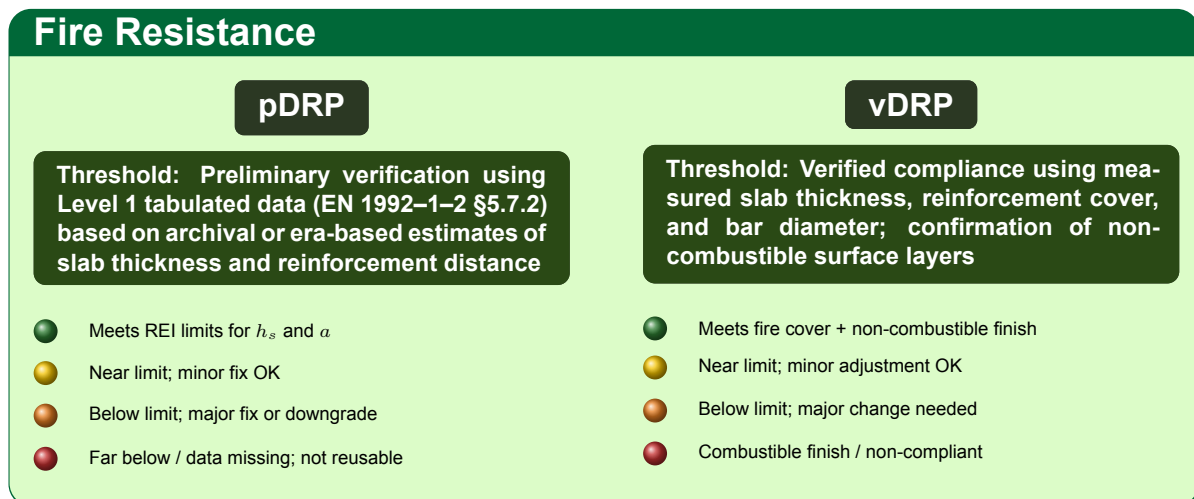 Fire Resistance
pDRP
Threshold: Preliminary verification using
Level 1 tabulated data (EN 1992–1–2 §5.7.2)
based on archival or era-based estimates of
slab thickness and reinforcement distance
Meets REI limits for hₛ and a
Near limit; minor fix OK
Below limit; major fix or downgrade
Far below / data missing; not reusable
vDRP
Threshold: Verified compliance using mea-
sured slab thickness, reinforcement cover,
and bar diameter; confirmation of non-
combustible surface layers
Meets fire cover + non-combustible finish
Near limit; minor adjustment OK
Below limit; major change needed
Combustible finish / non-compliant